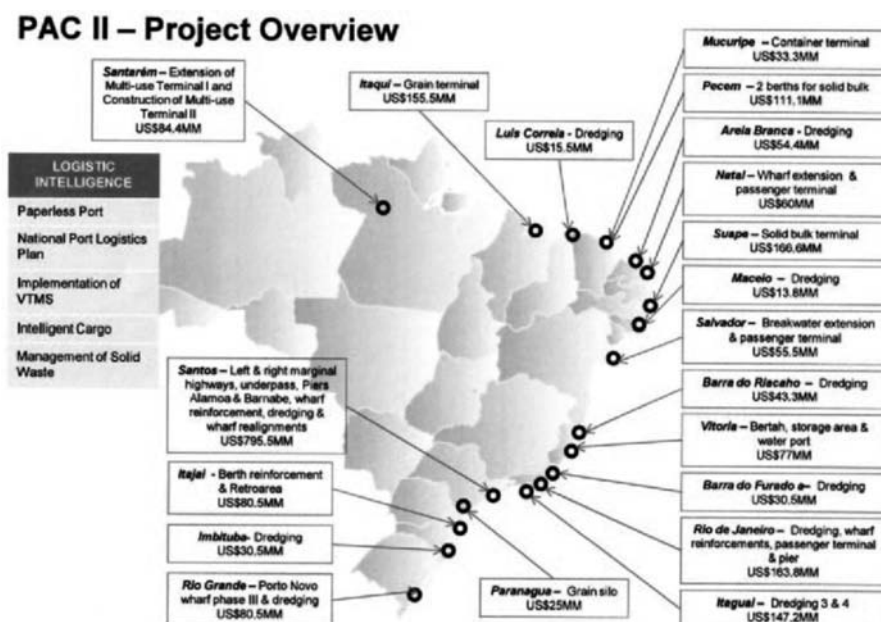 PAC II – Project Overview
Santarém – Extension of
Multi-use Terminal I and
Construction of Multi-use
Terminal II
US$84.4MM
Itaqui – Grain terminal
US$155.5MM
Luis Correia - Dredging
US$15.5MM
Mucuripe – Container terminal
US$33.3MM
Pecem – 2 berths for solid bulk
US$111.1MM
Areia Branca - Dredging
US$54.4MM
Natal – Wharf extension &
passenger terminal
US$60MM
Suape – Solid bulk terminal
US$166.6MM
Maceio – Dredging
US$13.8MM
Salvador – Breakwater extension
& passenger terminal
US$55.5MM
Barra do Riacaho – Dredging
US$43.3MM
Vitoria – Bertah, storage area &
water port
US$77MM
Barra do Furado e– Dredging
US$30.5MM
Rio de Janeiro – Dredging, wharf
reinforcements, passenger terminal
& pier
US$163.8MM
Itaguaí – Dredging 3 & 4
US$147.2MM
LOGISTIC
INTELLIGENCE
Paperless Port
National Port Logistics
Plan
Implementation of
VTMS
Intelligent Cargo
Management of Solid
Waste
Santos – Left & right marginal
highways, underpass, Piers
Alamoa & Barnabe, wharf
reinforcement, dredging &
wharf realignments
US$795.5MM
Itajai - Berth reinforcement
& Retroarea
US$80.5MM
Imbituba- Dredging
US$30.5MM
Rio Grande – Porto Novo
wharf phase III & dredging
US$80.5MM
Paranagua – Grain silo
US$25MM